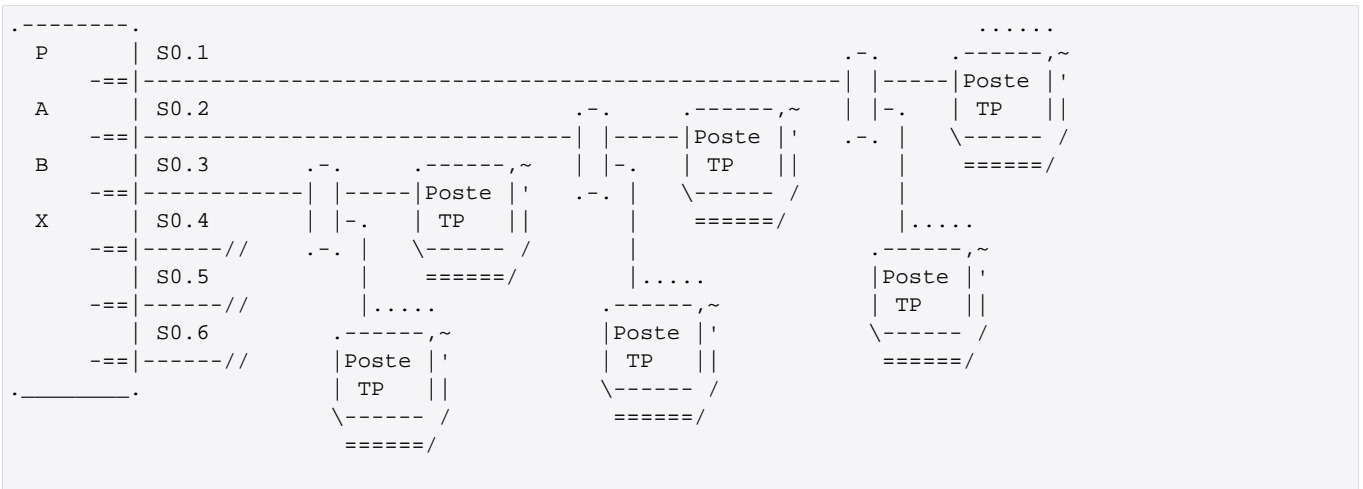 P S0.1
Poste
A S0.2 TP
Poste
B S0.3 TP
Poste
X S0.4 TP
S0.5 Poste
TP
S0.6 Poste
Poste TP
TP